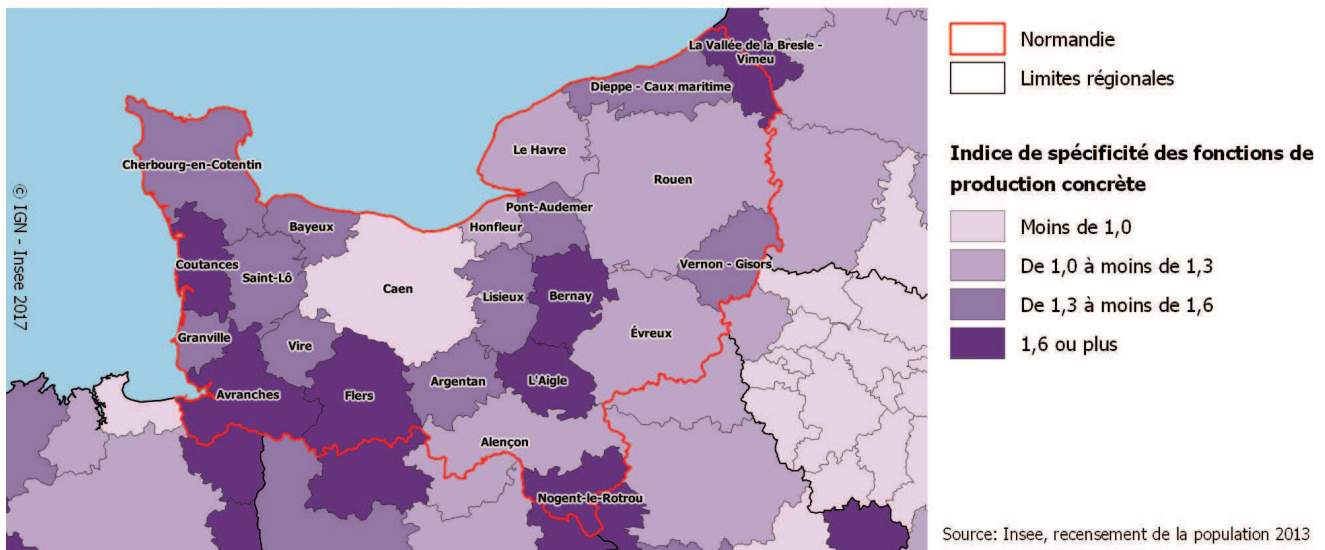 La Vallée de la Bresle -
Vimeu
Dieppe - Caux maritime
Le Havre
Cherbourg-en-Cotentin
Rouen
Pont-Audemer
Bayeux
Honfleur
Coutances
Saint-Lô
Caen
Lisieux
Bernay
Vernon - Gisors
Granville
Vire
Évreux
Avranches
Flers
Argentan
L'Aigle
Alençon
Nogent-le-Rotrou
© IGN - Insee 2017
Normandie
Limites régionales
Indice de spécificité des fonctions de
production concrète
Moins de 1,0
De 1,0 à moins de 1,3
De 1,3 à moins de 1,6
1,6 ou plus
Source: Insee, recensement de la population 2013